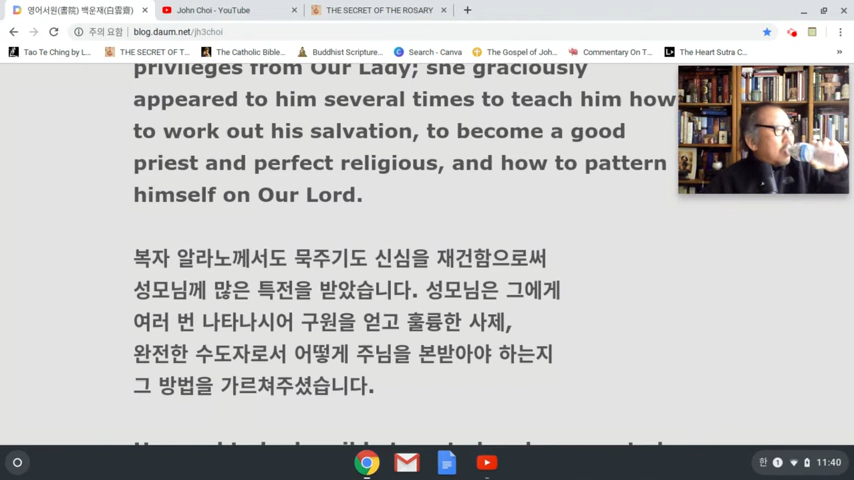 영어서원(書院) 백운재(白雲齋)
John Choi - YouTube
THE SECRET OF THE ROSARY
주의 요함
blog.daum.net/jh3choi
Tao Te Ching by L
THE SECRET OF T
The Catholic Bible
Buddhist Scripture
Search - Canva
The Gospel of Joh
Commentary On T
The Heart Sutra C
privileges from Our Lady; she graciously
appeared to him several times to teach him how
to work out his salvation, to become a good
priest and perfect religious, and how to pattern
himself on Our Lord.
복자 알라노께서도 묵주기도 신심을 재건함으로써
성모님께 많은 특전을 받았습니다. 성모님은 그에게
여러 번 나타나시어 구원을 얻고 훌륭한 사제,
완전한 수도자로서 어떻게 주님을 본받아야 하는지
그 방법을 가르쳐주셨습니다.
한 1 11:40